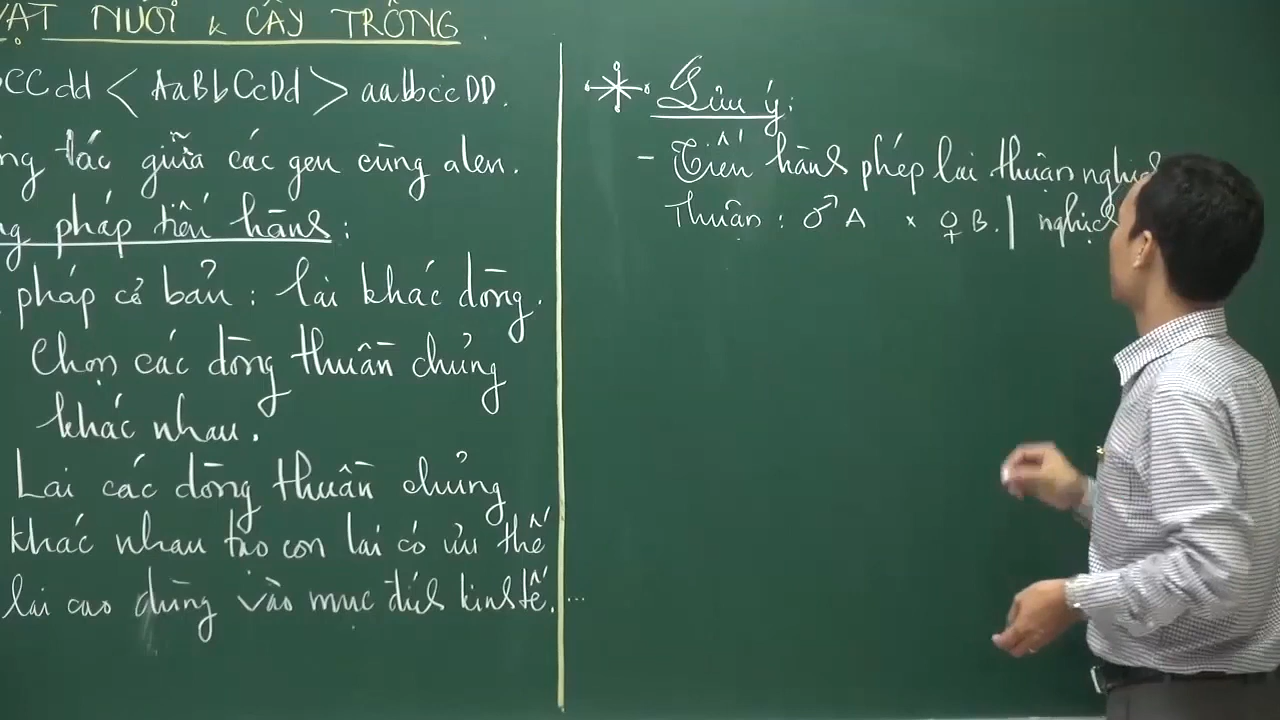 VẬT NUÔI & CÂY TRỒNG.
CCdd < AaBbCcDd > aabbccDD.
tác giữa các gen cùng alen.
pháp tiến hành:
pháp cơ bản: lai khác dòng.
Chọn các dòng thuần chủng
khác nhau.
Lai các dòng thuần chủng
khác nhau tạo con lai có ưu thế
lai cao dùng vào mục đích kinh tế. ...
Lưu ý:
- Tiến hành phép lai thuận nghịch
Thuận: ♂ A × ♀ B. | nghịch